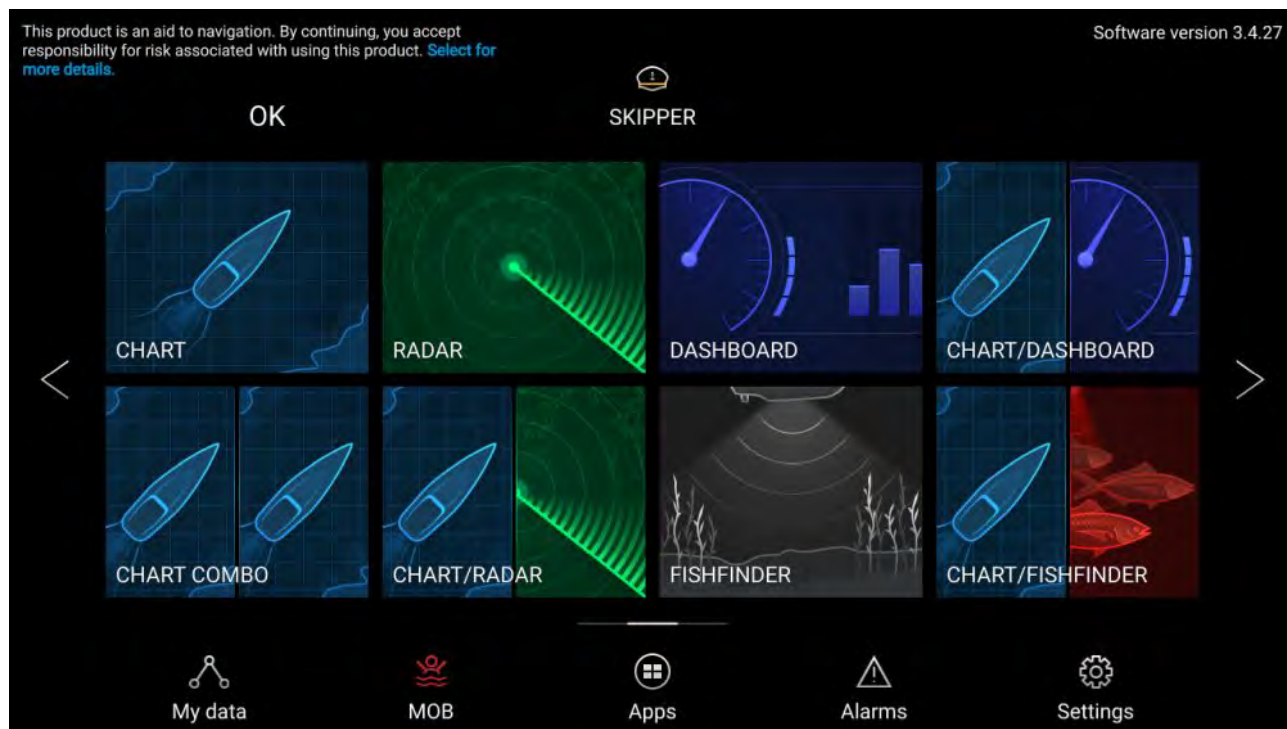 This product is an aid to navigation. By continuing, you accept
responsibility for risk associated with using this product. Select for
more details.
Software version 3.4.27
OK
SKIPPER
CHART
RADAR
DASHBOARD
CHART/DASHBOARD
CHART COMBO
CHART/RADAR
FISHFINDER
CHART/FISHFINDER
My data
MOB
Apps
Alarms
Settings